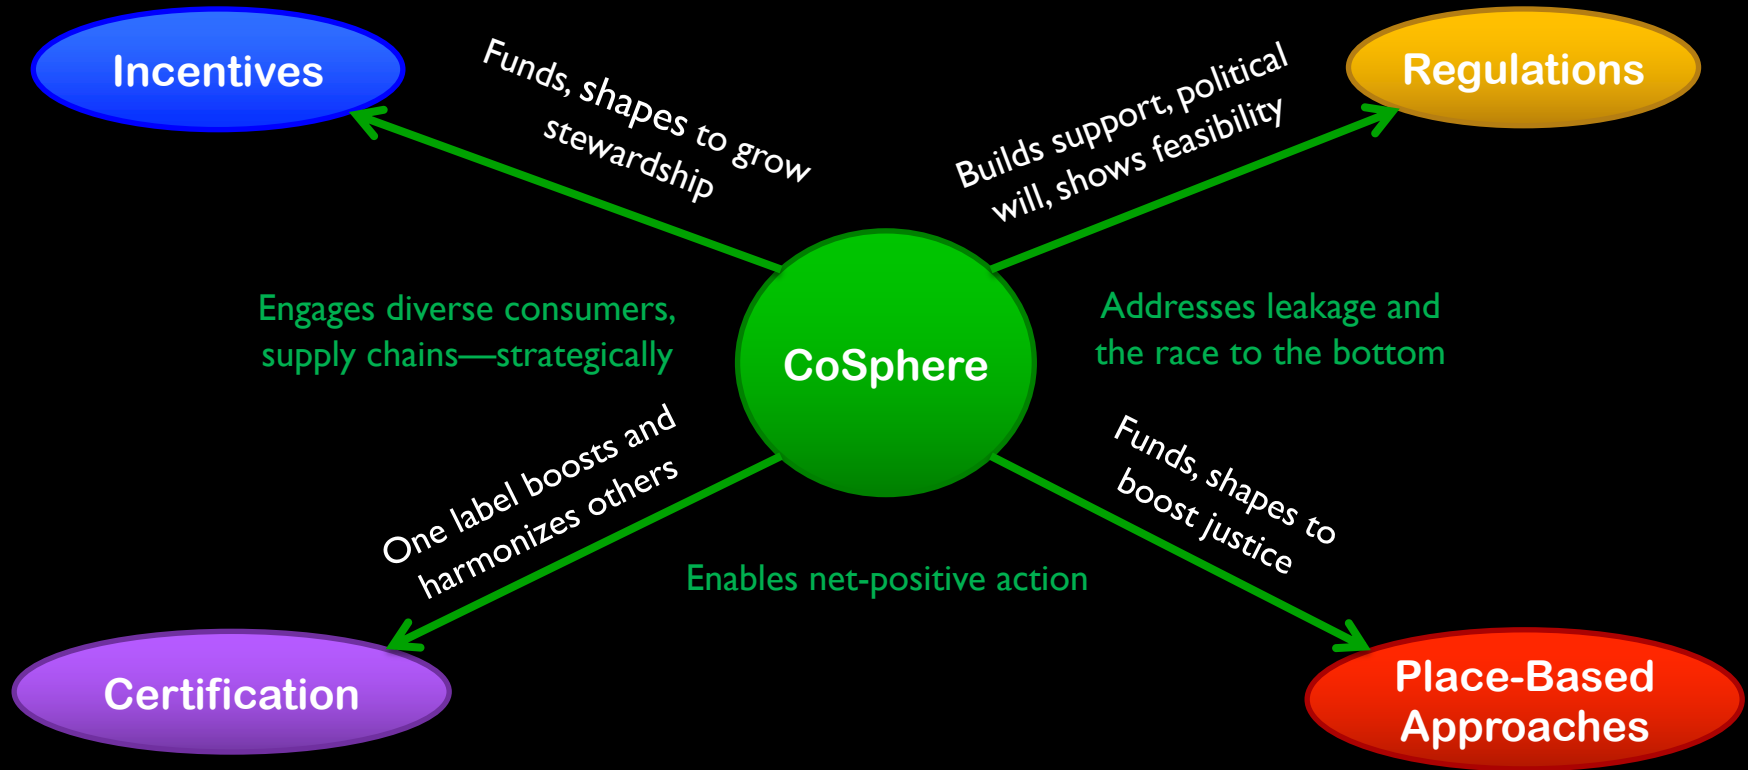 Incentives
Funds, shapes to grow
stewardship
Builds support, political
will, shows feasibility
Regulations
Engages diverse consumers,
supply chains—strategically
CoSphere
Addresses leakage and
the race to the bottom
One label boosts and
harmonizes others
Funds, shapes to
boost justice
Enables net-positive action
Certification
Place-Based
Approaches